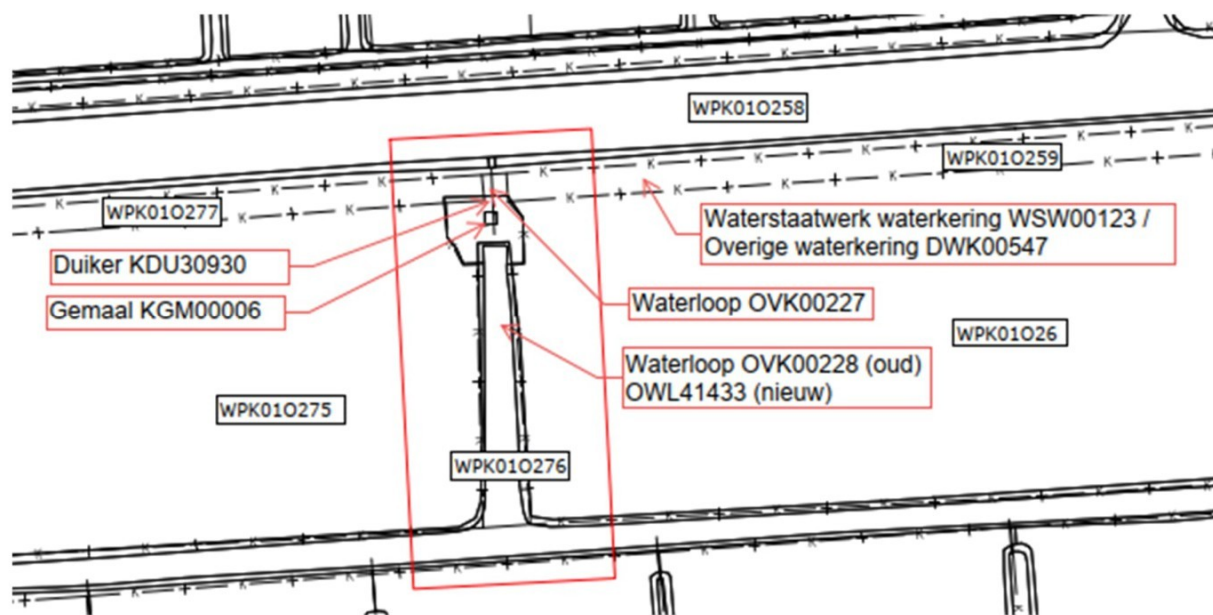 WPK01O258
WPK01O259
WPK01O277
Waterstaatwerk waterkering WSW00123 /
Overige waterkering DWK00547
Duiker KDU30930
Gemaal KGM00006
Waterloop OVK00227
WPK01O26
Waterloop OVK00228 (oud)
OWL41433 (nieuw)
WPK01O275
WPK01O276